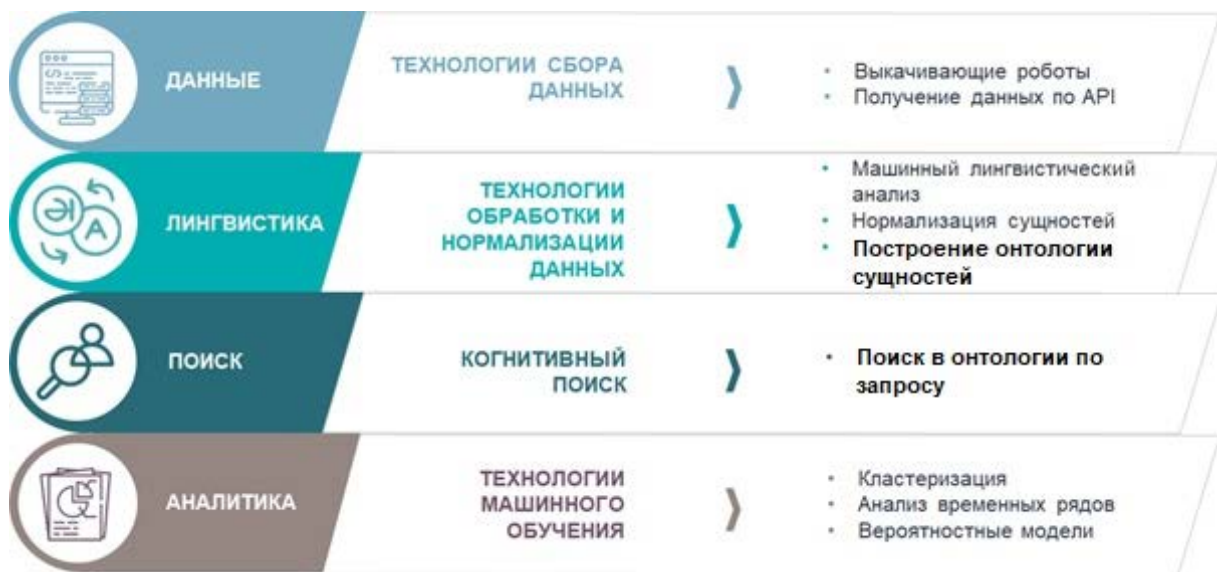 ДАННЫЕ
ТЕХНОЛОГИИ СБОРА
ДАННЫХ
• Выкачивающие роботы
• Получение данных по API
ЛИНГВИСТИКА
ТЕХНОЛОГИИ
ОБРАБОТКИ И
НОРМАЛИЗАЦИИ
ДАННЫХ
• Машинный лингвистический
анализ
• Нормализация сущностей
• Построение онтологии
сущностей
ПОИСК
КОГНИТИВНЫЙ
ПОИСК
• Поиск в онтологии по
запросу
АНАЛИТИКА
ТЕХНОЛОГИИ
МАШИННОГО
ОБУЧЕНИЯ
• Кластеризация
• Анализ временных рядов
• Вероятностные модели